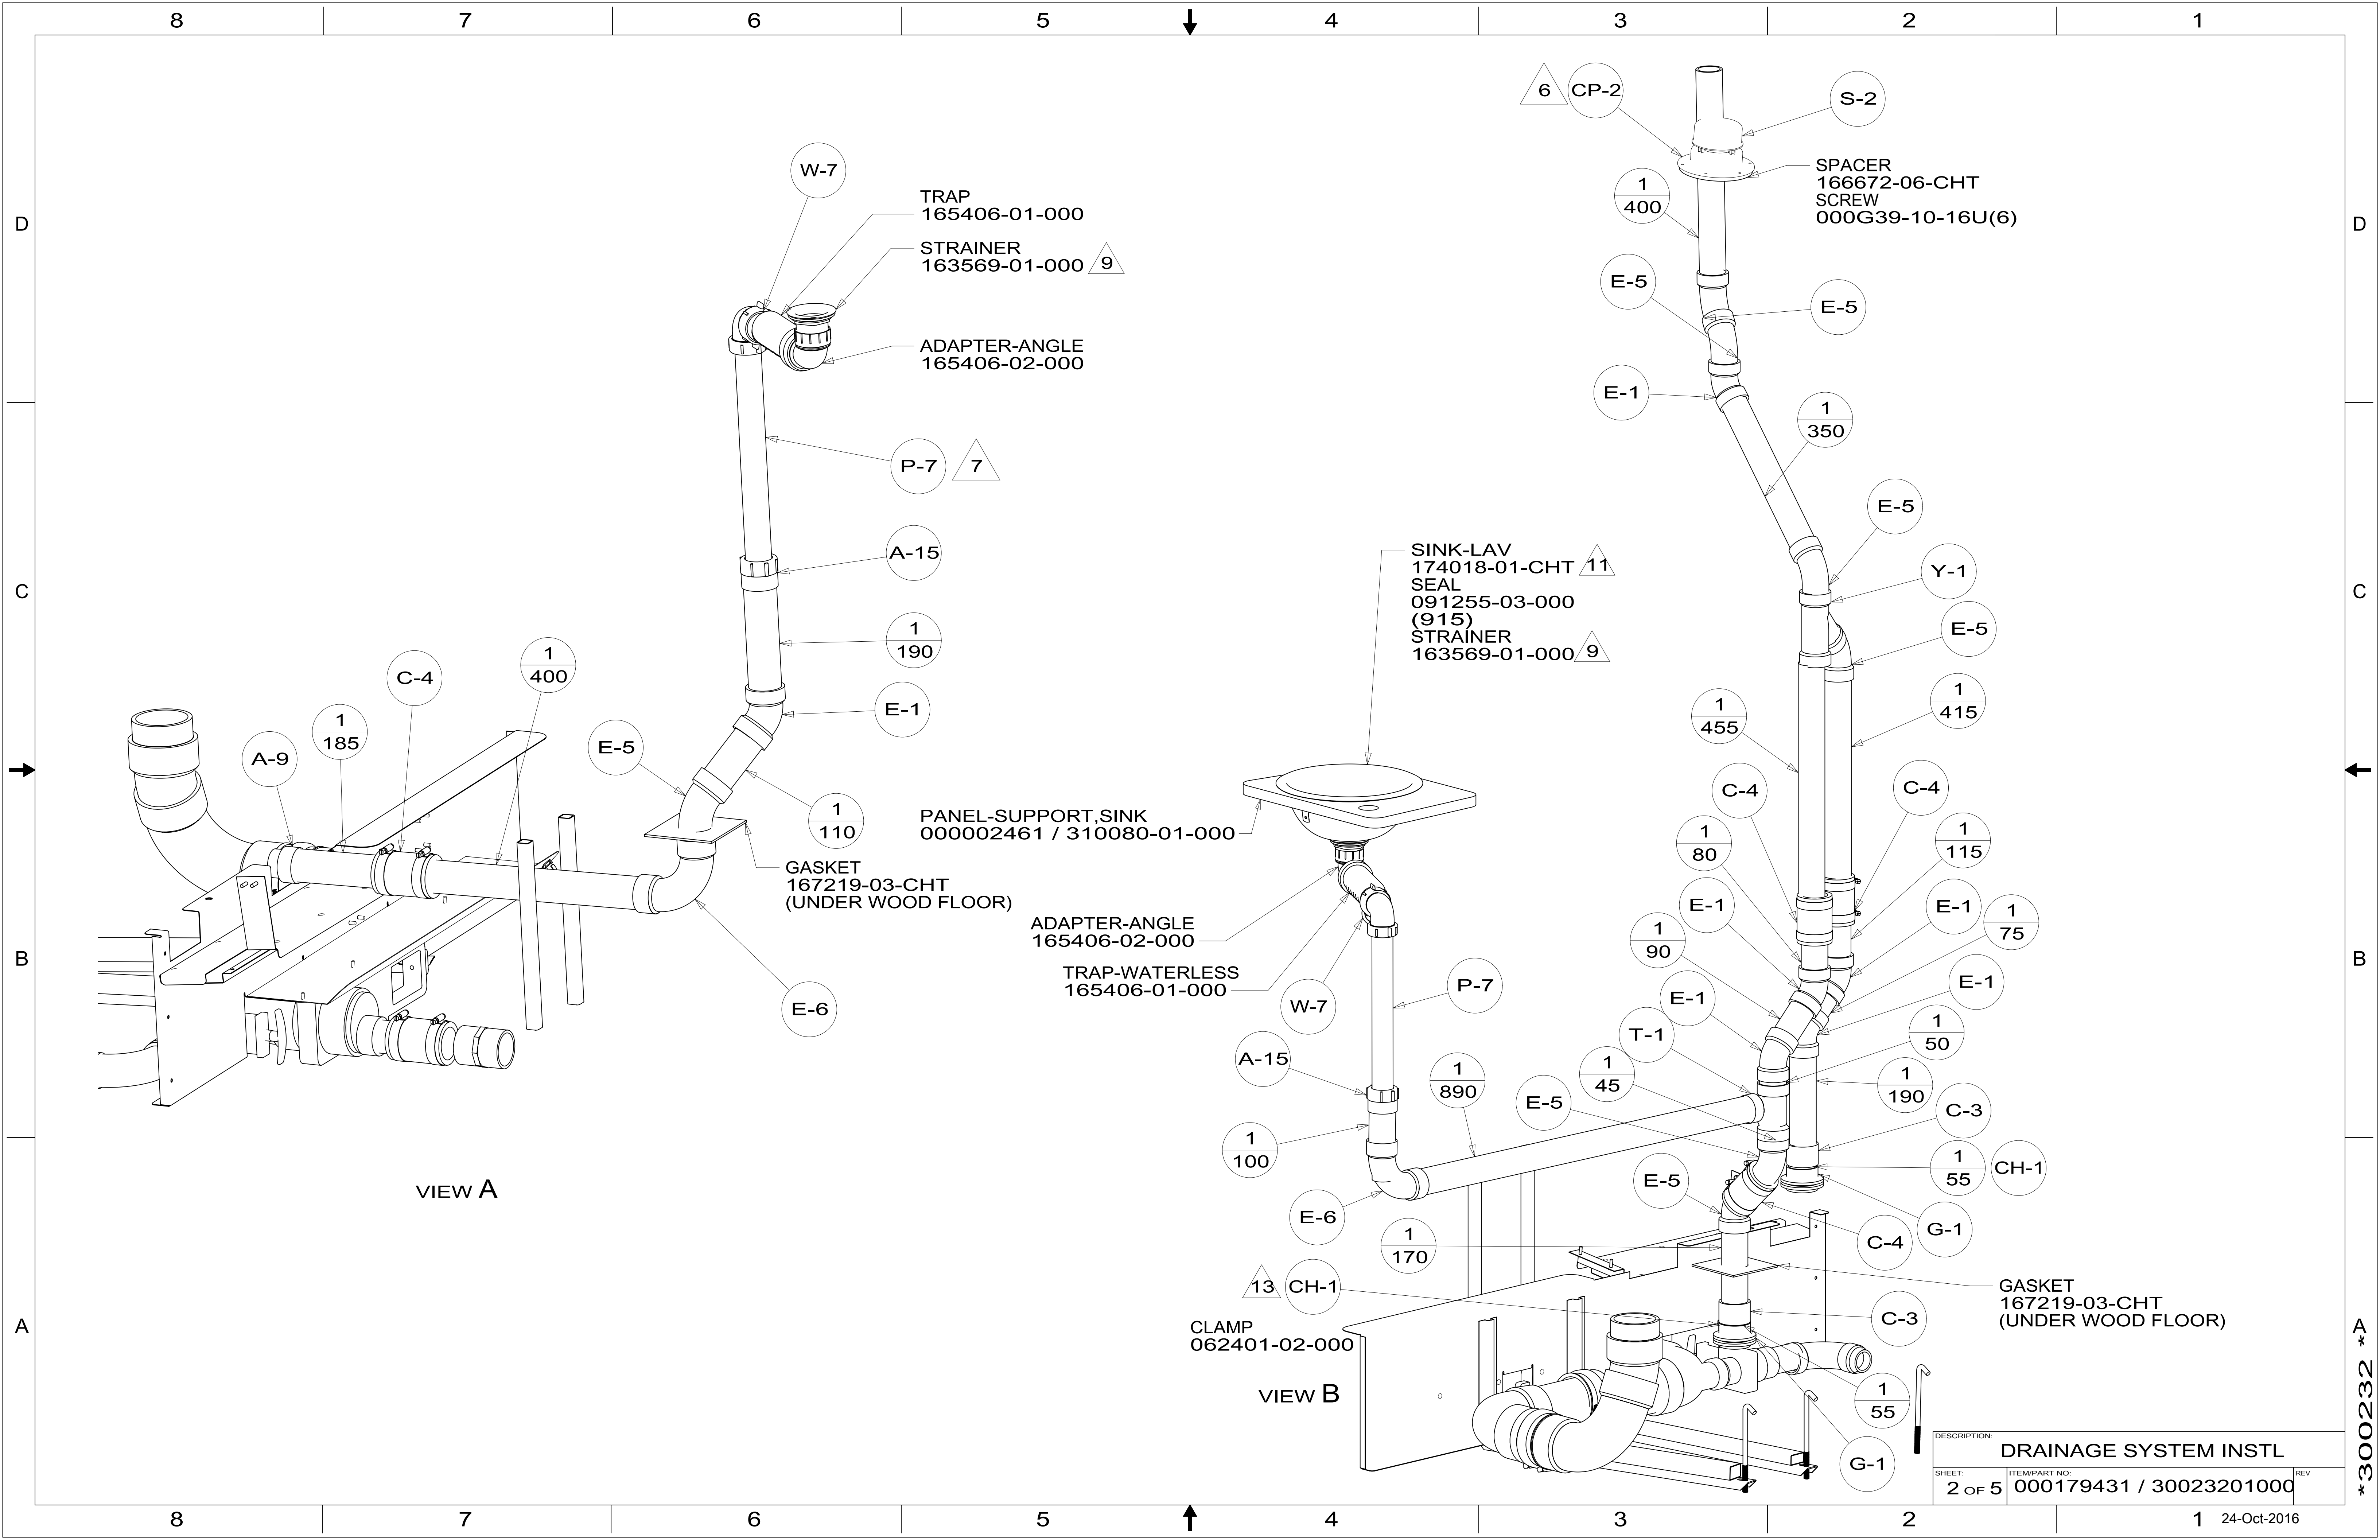 8 7 6 5 4 3 2 1
D
C
B
A
W-7
TRAP
165406-01-000
STRAINER
163569-01-000 9
ADAPTER-ANGLE
165406-02-000
P-7 7
A-15
1
190
E-1
E-5
1
110
GASKET
167219-03-CHT
(UNDER WOOD FLOOR)
1
400
C-4
1
185
A-9
E-6
VIEW A
6 CP-2
S-2
SPACER
166672-06-CHT
SCREW
000G39-10-16U(6)
1
400
E-5
E-5
E-1
1
350
E-5
Y-1
E-5
SINK-LAV
174018-01-CHT 11
SEAL
091255-03-000
(915)
STRAINER
163569-01-000 9
1
455
1
415
C-4
C-4
PANEL-SUPPORT,SINK
000002461 / 310080-01-000
1
80
1
115
E-1
E-1
1
75
ADAPTER-ANGLE
165406-02-000
1
90
TRAP-WATERLESS
165406-01-000
W-7
P-7
E-1
E-1
T-1
1
50
A-15
1
890
1
45
1
190
E-5
C-3
1
100
1
55
CH-1
E-5
E-6
G-1
1
170
C-4
13 CH-1
GASKET
167219-03-CHT
(UNDER WOOD FLOOR)
CLAMP
062401-02-000
C-3
VIEW B
1
55
G-1
D
C
B
A
*300232 *
DESCRIPTION:
DRAINAGE SYSTEM INSTL
SHEET: ITEM/PART NO: REV
2 OF 5 000179431 / 30023201000
8 7 6 5 4 3 2 1 24-Oct-2016